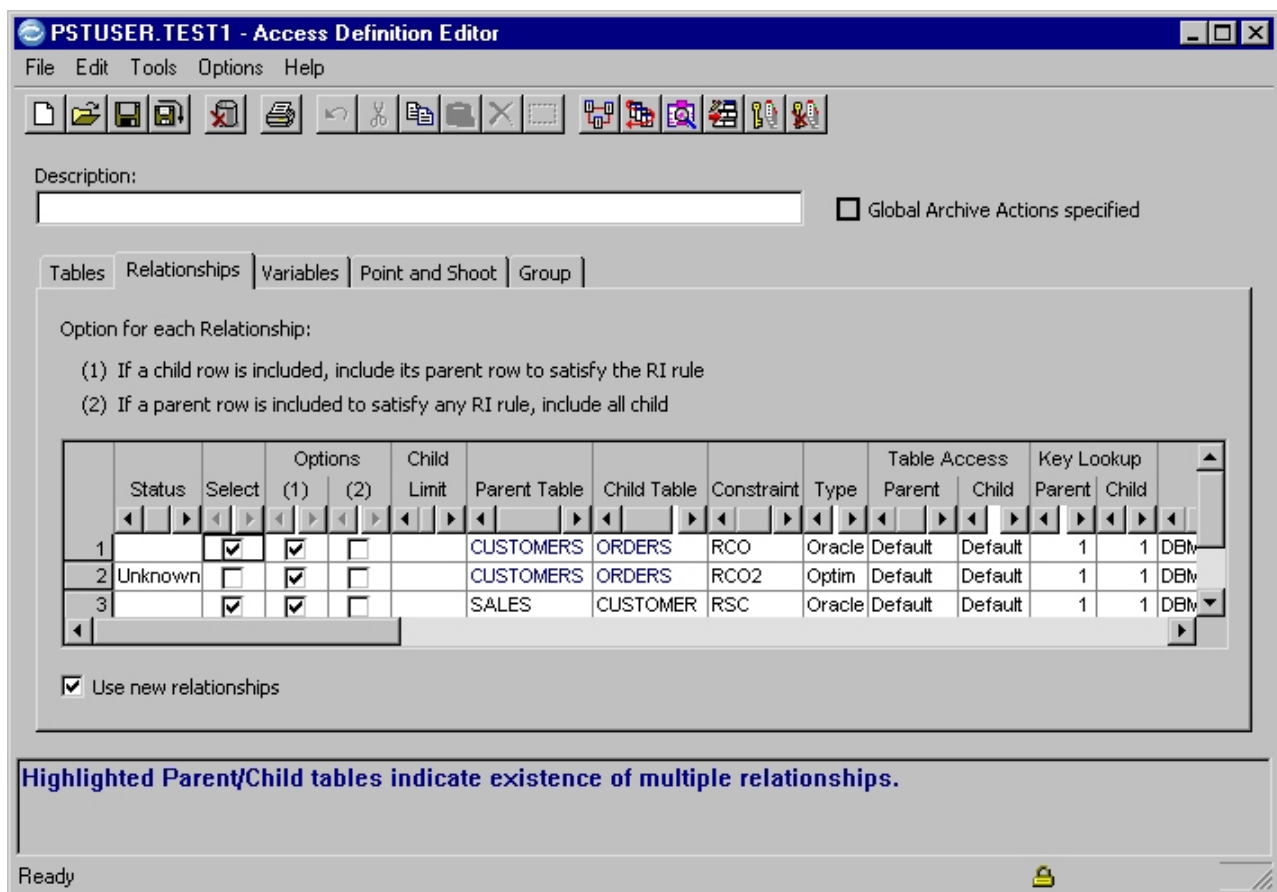 PSTUSER.TEST1 - Access Definition Editor
File Edit Tools Options Help
Description:
Global Archive Actions specified
Tables Relationships Variables Point and Shoot Group
Option for each Relationship:
(1) If a child row is included, include its parent row to satisfy the RI rule
(2) If a parent row is included to satisfy any RI rule, include all child
Options Child Table Access Key Lookup
Status Select (1) (2) Limit Parent Table Child Table Constraint Type Parent Child Parent Child
1 CUSTOMERS ORDERS RCO Oracle Default Default 1 1
2 Unknown CUSTOMERS ORDERS RCO2 Optim Default Default 1 1
3 SALES CUSTOMER RSC Oracle Default Default 1 1
Use new relationships
Highlighted Parent/Child tables indicate existence of multiple relationships.
Ready